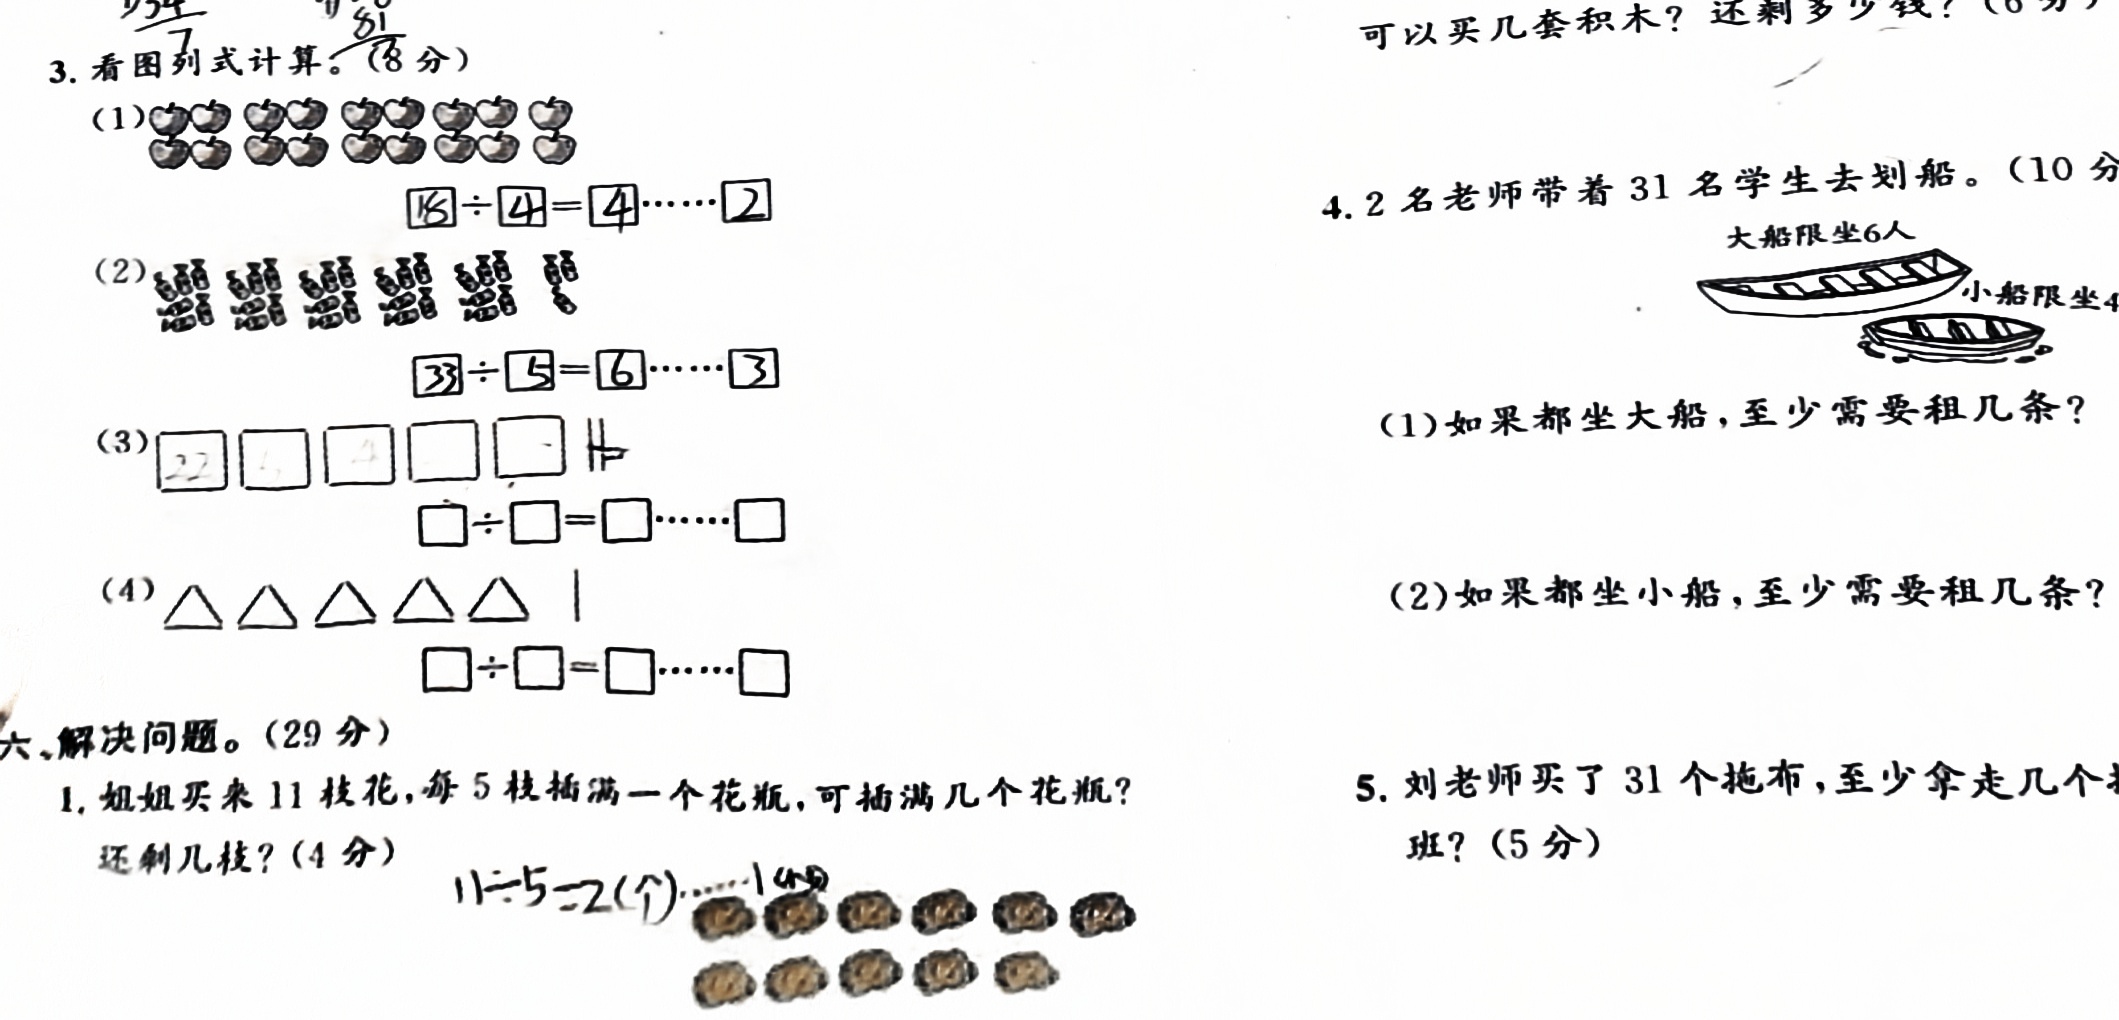 34
7
81
3. 看图列式计算。(8 分)
(1)
18÷4=4……2
(2)
33÷5=6……3
(3)
22 4
□÷□=□……□
(4)
□÷□=□……□
六、解决问题。(29 分)
1. 姐姐买来 11 枝花,每 5 枝插满一个花瓶,可插满几个花瓶?
还剩几枝?(4 分)
11÷5=2(个)……1
可以买几套积木? 还剩多少钱? (6 分)
4. 2 名老师带着 31 名学生去划船。(10 分
大船限坐6人
小船限坐4
(1)如果都坐大船,至少需要租几条?
(2)如果都坐小船,至少需要租几条?
5. 刘老师买了 31 个拖布,至少拿走几个
班? (5 分)